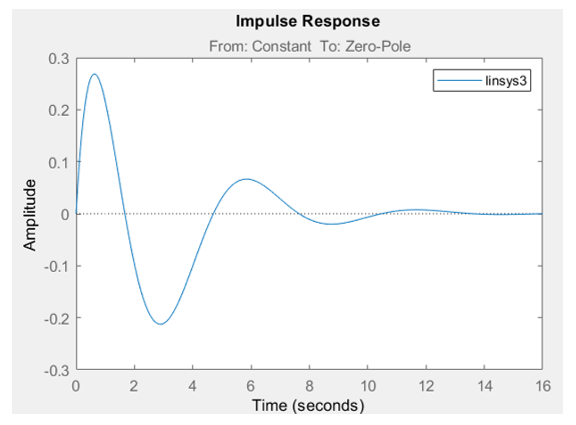 Impulse Response
From: Constant To: Zero-Pole
linsys3
Amplitude
0.3
0.2
0.1
0
-0.1
-0.2
-0.3
0 2 4 6 8 10 12 14 16
Time (seconds)